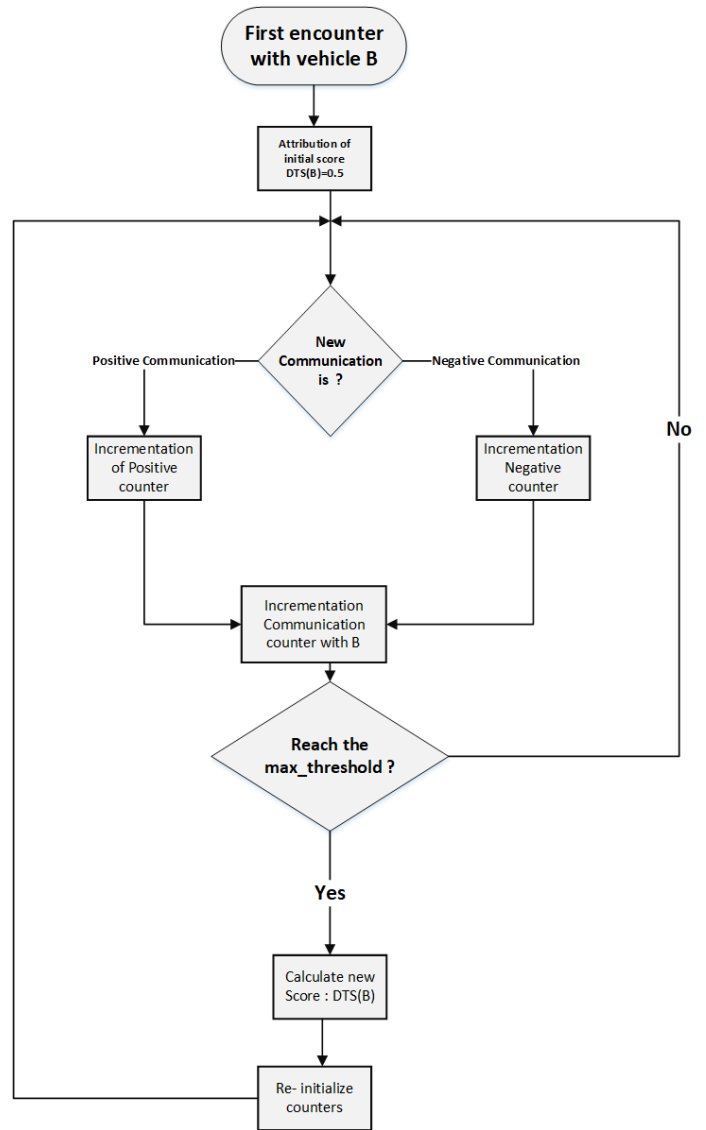 First encounter
with vehicle B
Attribution of
initial score
DTS(B)=0.5
New
Communication
is ?
Positive Communication
Negative Communication
Incrementation
of Positive
counter
Incrementation
Negative
counter
No
Incrementation
Communication
counter with B
Reach the
max_threshold ?
Yes
Calculate new
Score : DTS(B)
Re- initialize
counters